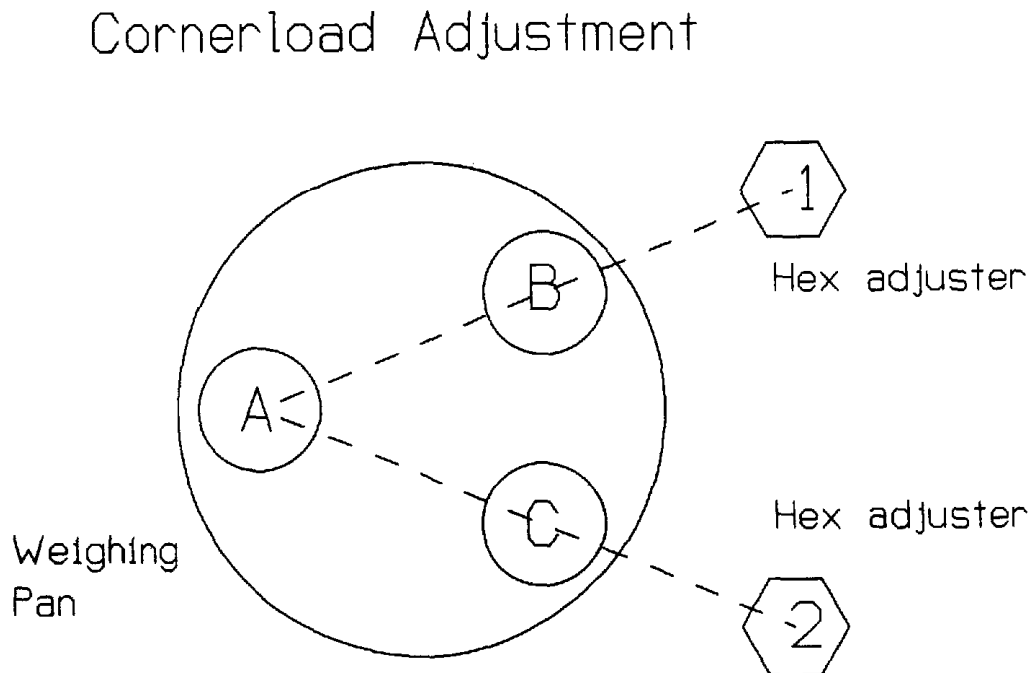 Cornerload Adjustment
1
Hex adjuster
B
A
C
Hex adjuster
Weighing
Pan
2